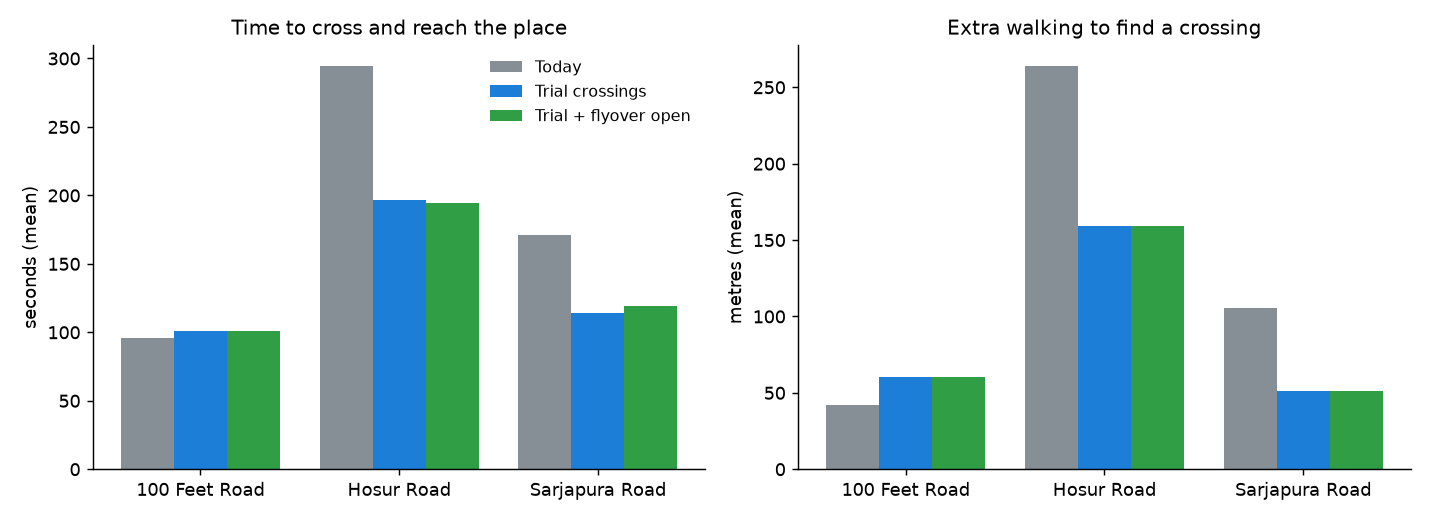 Time to cross and reach the place
seconds (mean)
300
250
200
150
100
50
0
Today
Trial crossings
Trial + flyover open
100 Feet Road
Hosur Road
Sarjapura Road
Extra walking to find a crossing
metres (mean)
250
200
150
100
50
0
100 Feet Road
Hosur Road
Sarjapura Road